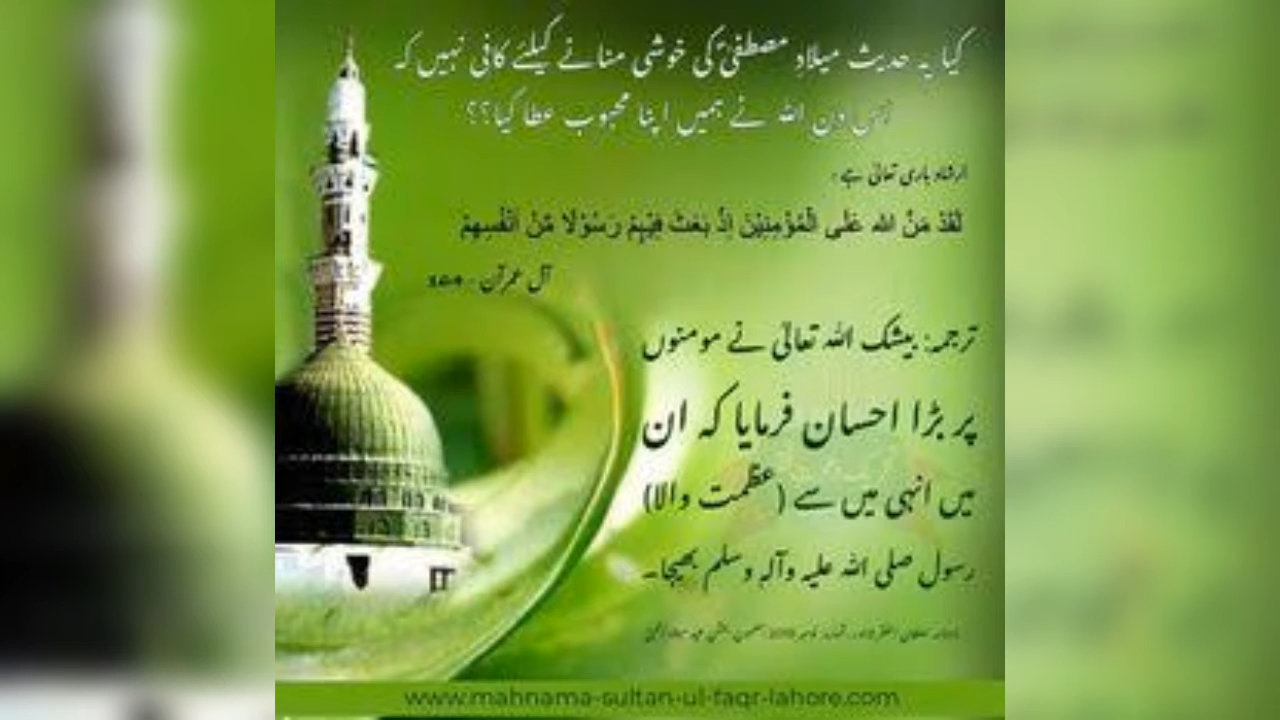 کیا یہ حدیث میلادِ مصطفیٰ کی خوشی منانے کیلئے کافی نہیں کہ
دن اللہ نے ہمیں اپنا محبوب عطا کیا؟؟
ارشاد باری تعالیٰ ہے۔
لَقَدْ مَنَّ اللہ عَلَی الْمُؤْمِنِیْنَ اِذْ بَعَثَ فِیْہِمْ رَسُوْلًا مِّنْ اَنْفُسِہِمْ
آل عمرٰن -
ترجمہ: بیشک اللہ تعالیٰ نے مومنوں
پر بڑا احسان فرمایا کہ ان
میں انہی میں سے (عظمت والا)
رسول صلی اللہ علیہ وآلہ وسلم بھیجا۔
www.mahnama-sultan-ul-faqr-lahore.com